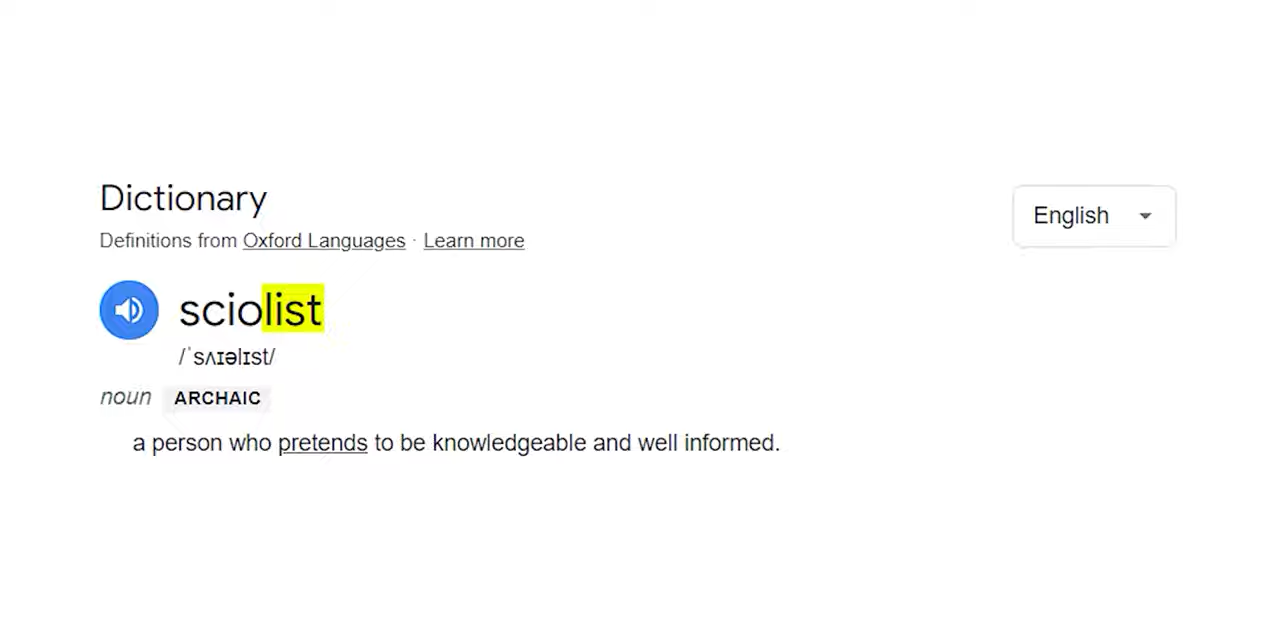 Dictionary
English
Definitions from Oxford Languages · Learn more
sciolist
/ˈsʌɪəlɪst/
noun ARCHAIC
a person who pretends to be knowledgeable and well informed.